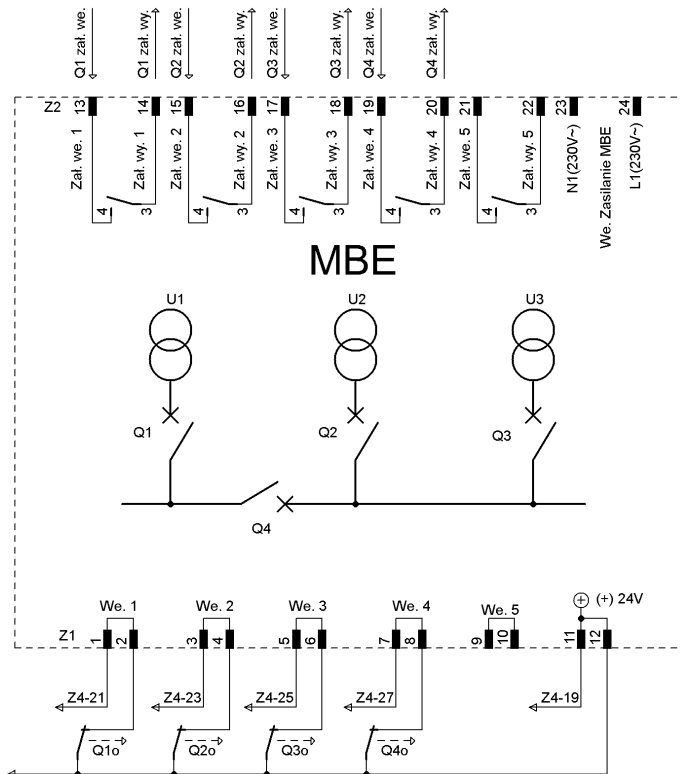 Q1 zał. we.
Q1 zał. wy.
Q2 zał. we.
Q2 zał. wy.
Q3 zał. we.
Q3 zał. wy.
Q4 zał. we.
Q4 zał. wy.
Z2
13
14
15
16
17
18
19
20
21
22
23
24
Zał. we. 1
Zał. wy. 1
Zał. we. 2
Zał. wy. 2
Zał. we. 3
Zał. wy. 3
Zał. we. 4
Zał. wy. 4
Zał. we. 5
Zał. wy. 5
N1(230V~)
We. Zasilanie MBE
L1(230V~)
4
3
4
3
4
3
4
3
4
3
MBE
U1
U2
U3
Q1
Q2
Q3
Q4
We. 1
We. 2
We. 3
We. 4
We. 5
(+) 24V
Z1
1
2
3
4
5
6
7
8
9
10
11
12
Z4-21
Z4-23
Z4-25
Z4-27
Z4-19
Q1o
Q2o
Q3o
Q4o